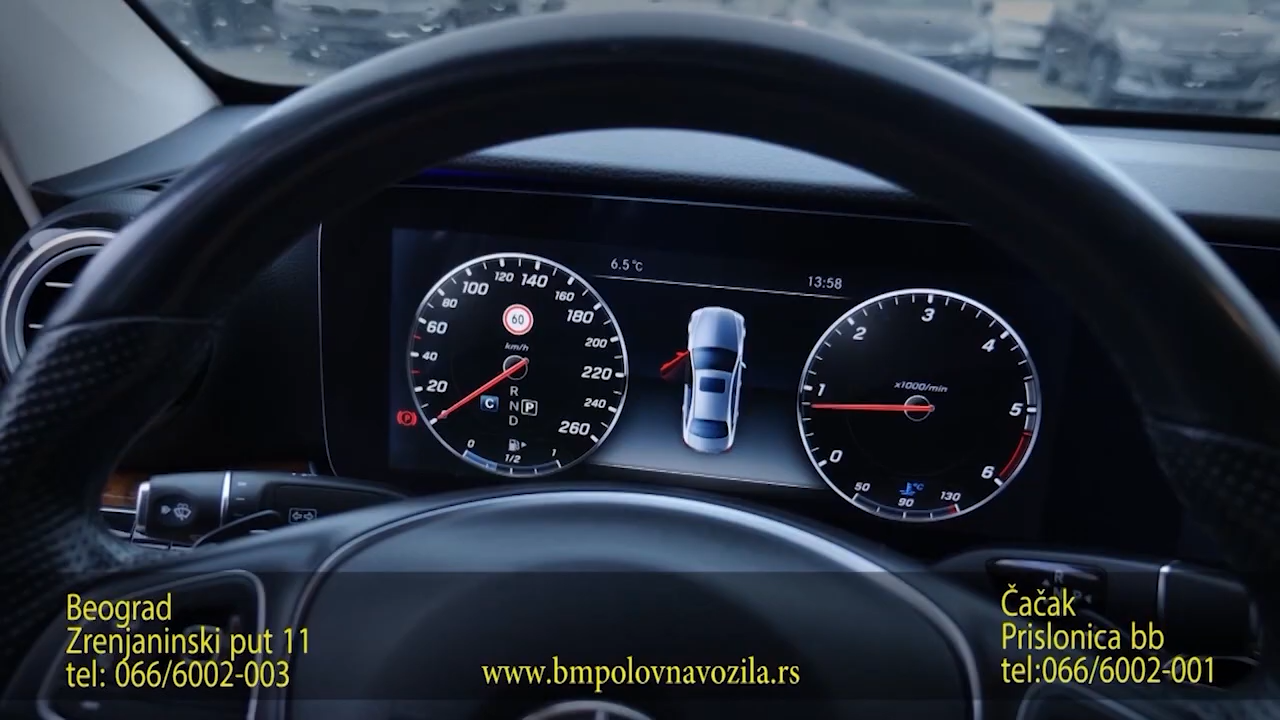 6.5°C
13:58
20
40
60
80
100
120
140
160
180
200
220
240
260
60
km/h
R
N
D
C
P
(P)
0
1/2
1
0
1
2
3
4
5
6
x1000/min
50
90
130
°C
R
N
P
Beograd
Zrenjaninski put 11
tel: 066/6002-003
www.bmpolovnavozila.rs
Čačak
Prislonica bb
tel:066/6002-001